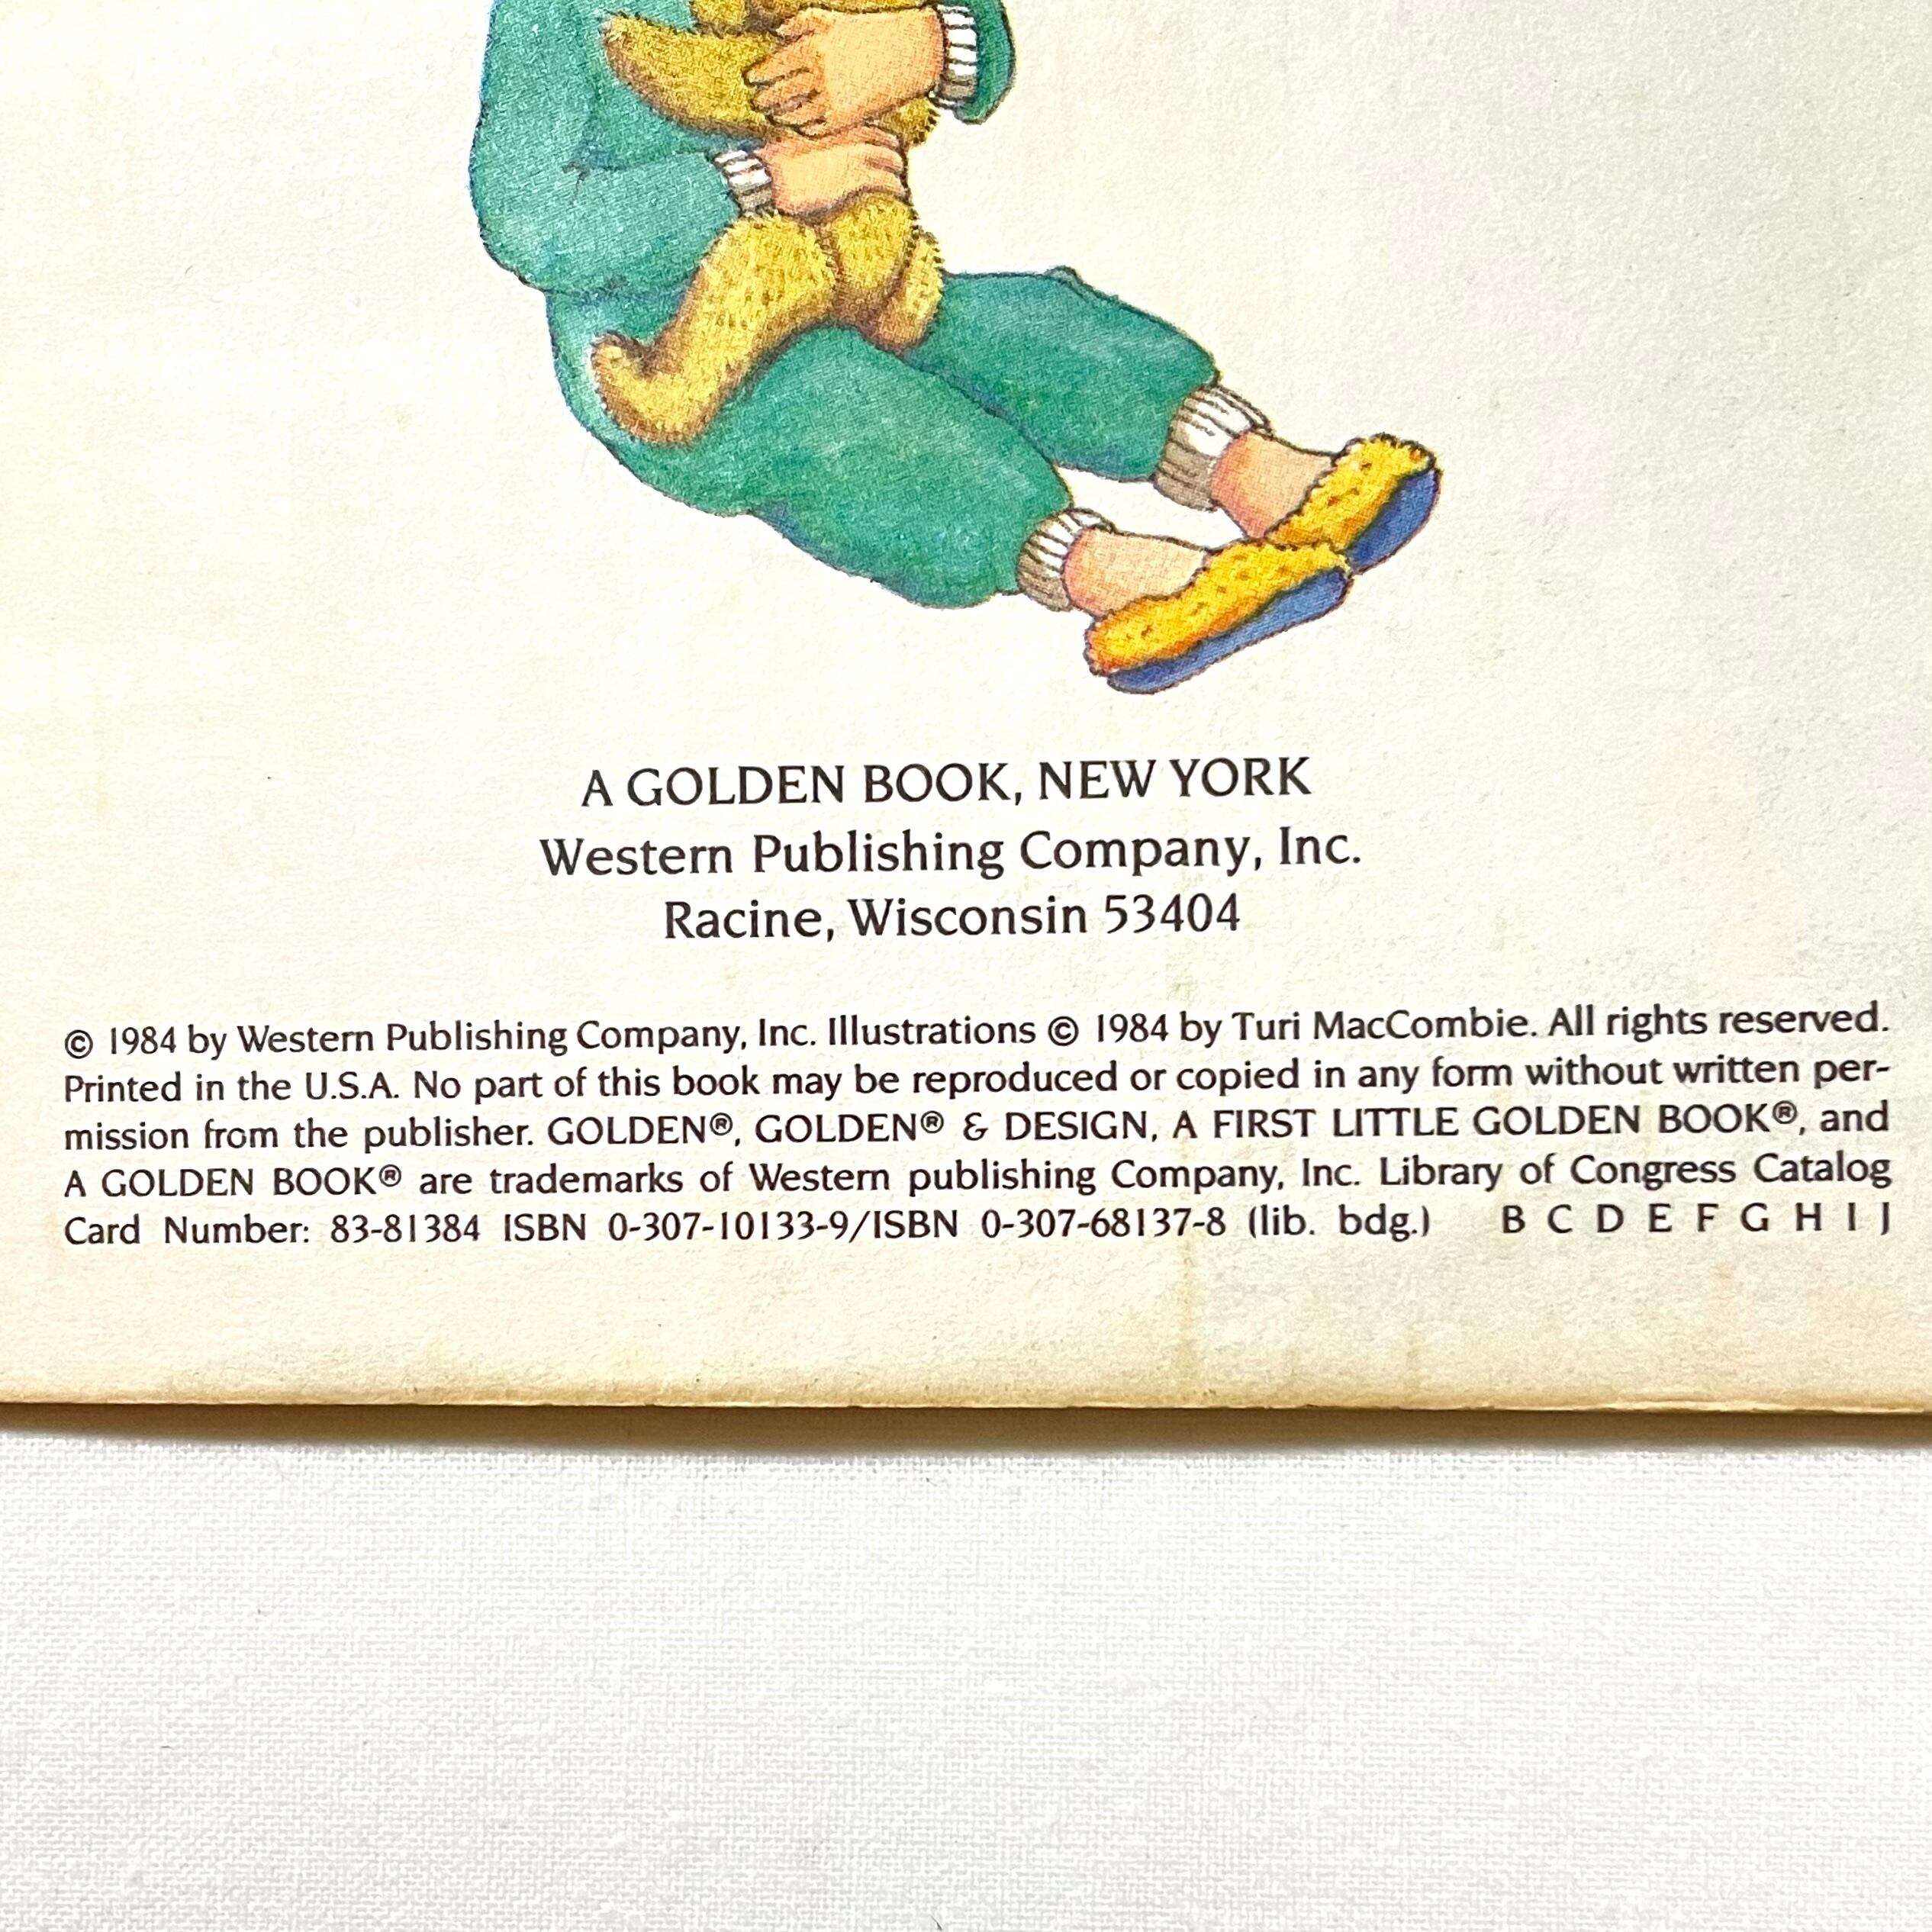 A GOLDEN BOOK, NEW YORK
Western Publishing Company, Inc.
Racine, Wisconsin 53404
© 1984 by Western Publishing Company, Inc. Illustrations © 1984 by Turi MacCombie. All rights reserved.
Printed in the U.S.A. No part of this book may be reproduced or copied in any form without written per-
mission from the publisher. GOLDEN®, GOLDEN® & DESIGN, A FIRST LITTLE GOLDEN BOOK®, and
A GOLDEN BOOK® are trademarks of Western publishing Company, Inc. Library of Congress Catalog
Card Number: 83-81384 ISBN 0-307-10133-9/ISBN 0-307-68137-8 (lib. bdg.) B C D E F G H I J